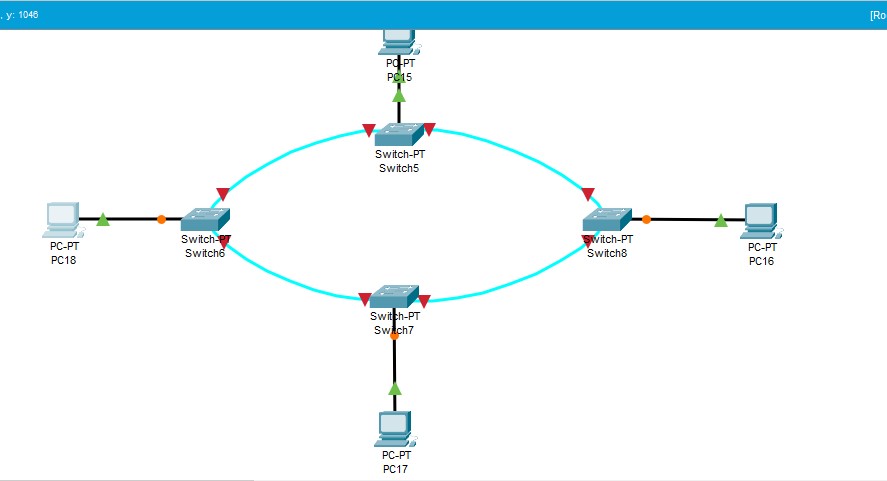 , y: 1046
[Ro
PC-PT
PC15
Switch-PT
Switch5
PC-PT
PC18
Switch-PT
Switch6
Switch-PT
Switch8
PC-PT
PC16
Switch-PT
Switch7
PC-PT
PC17